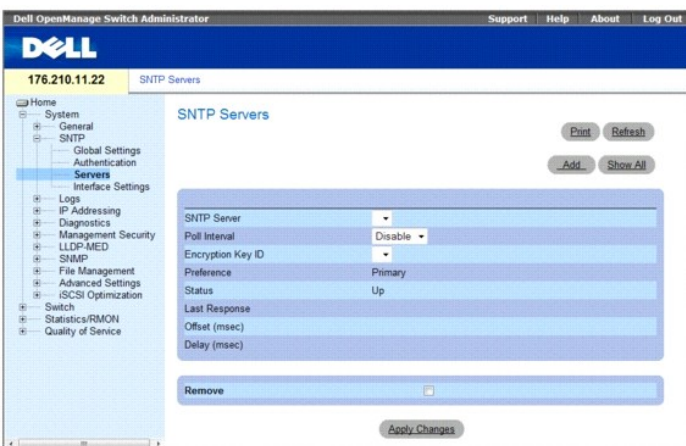 Dell OpenManage Switch Administrator
Support Help About Log Out
DELL
176.210.11.22
SNTP Servers
Home
System
General
SNTP
Global Settings
Authentication
Servers
Interface Settings
Logs
IP Addressing
Diagnostics
Management Security
LLDP-MED
SNMP
File Management
Advanced Settings
iSCSI Optimization
Switch
Statistics/RMON
Quality of Service
SNTP Servers
Print Refresh
Add Show All
SNTP Server
Poll Interval Disable
Encryption Key ID
Preference Primary
Status Up
Last Response
Offset (msec)
Delay (msec)
Remove
Apply Changes